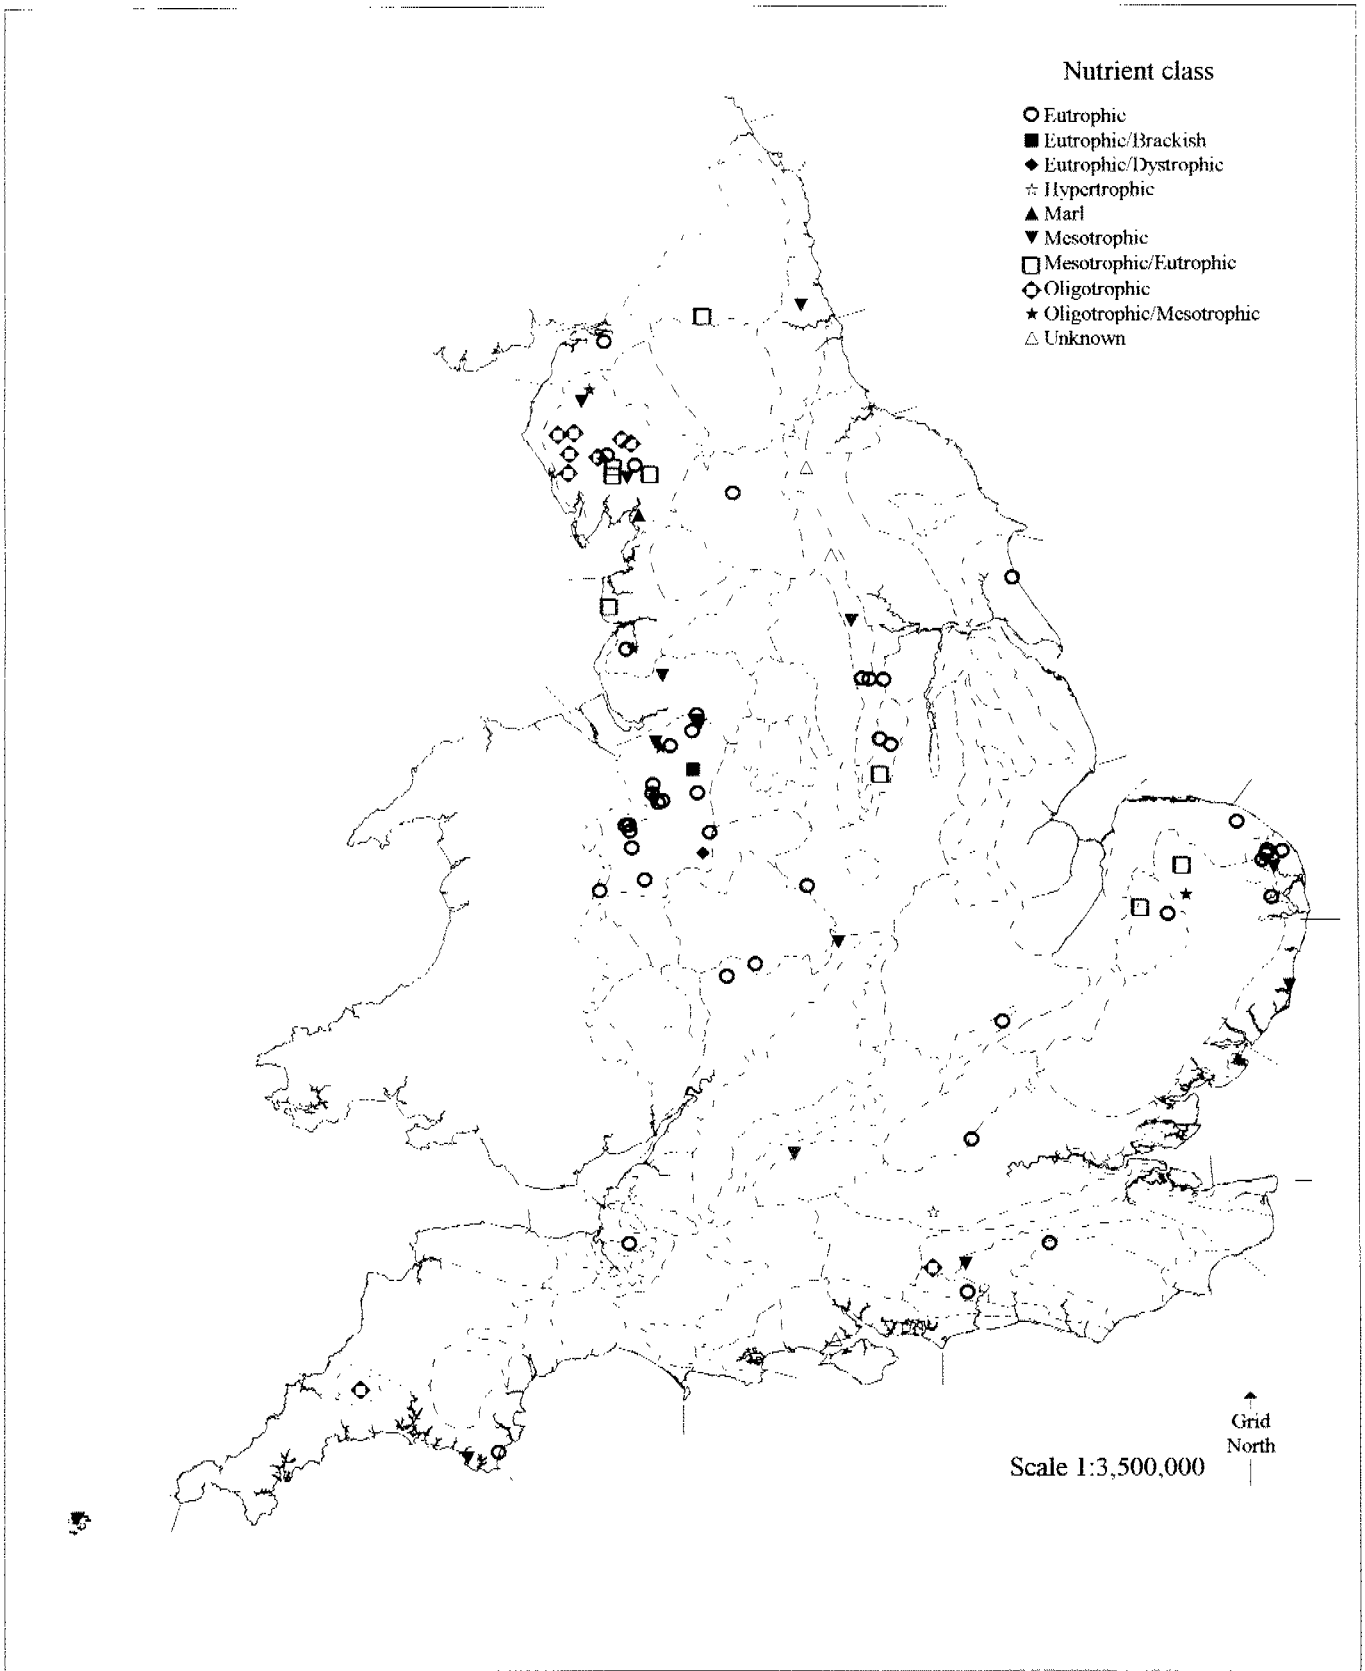 Nutrient class
Eutrophic
Eutrophic/Brackish
Eutrophic/Dystrophic
Hypertrophic
Marl
Mesotrophic
Mesotrophic/Eutrophic
Oligotrophic
Oligotrophic/Mesotrophic
Unknown
Grid
North
Scale 1:3,500,000